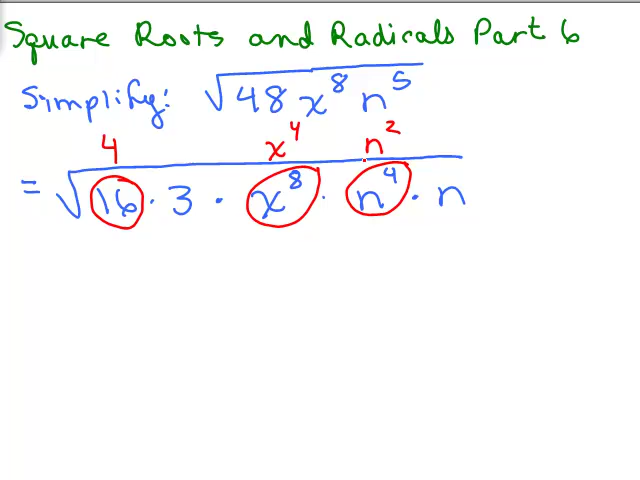 Square Roots and Radicals Part 6
Simplify: √48x⁸n⁵
4 x⁴ n²
= √16 · 3 · x⁸ · n⁴ · n